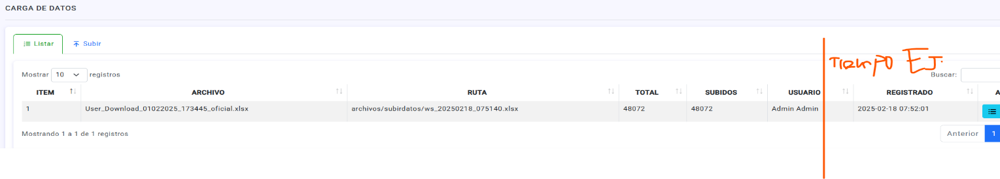 CARGA DE DATOS
Listar Subir
Tiempo EJ.
Mostrar 10 registros Buscar:
ITEM ARCHIVO RUTA TOTAL SUBIDOS USUARIO REGISTRADO A
1 User_Download_01022025_173445_oficial.xlsx archivos/subirdatos/ws_20250218_075140.xlsx 48072 48072 Admin Admin 2025-02-18 07:52:01
Mostrando 1 a 1 de 1 registros Anterior 1